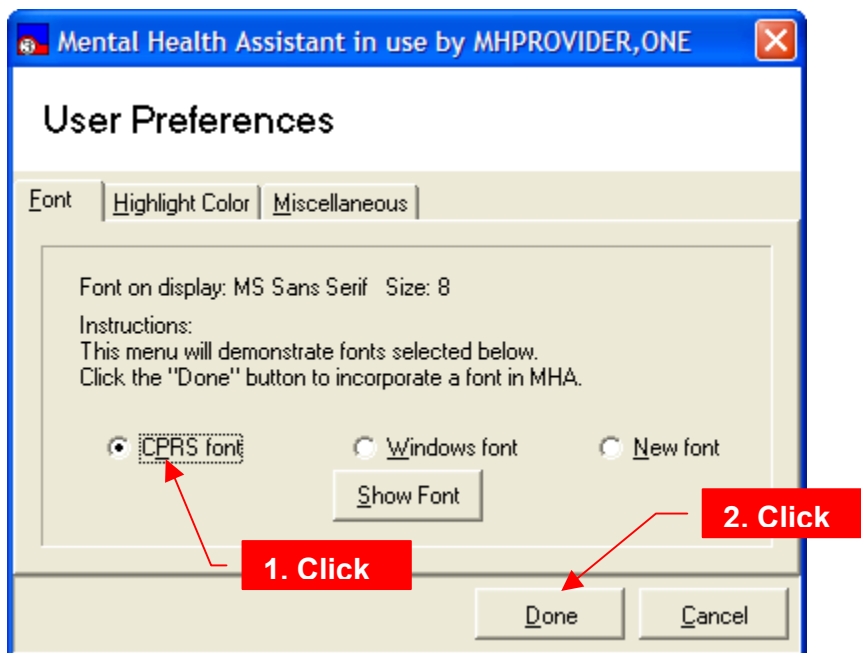 Mental Health Assistant in use by MHPROVIDER,ONE
User Preferences
Font
Highlight Color
Miscellaneous
Font on display: MS Sans Serif Size: 8
Instructions:
This menu will demonstrate fonts selected below.
Click the "Done" button to incorporate a font in MHA.
CPRS font
Windows font
New font
Show Font
2. Click
1. Click
Done
Cancel